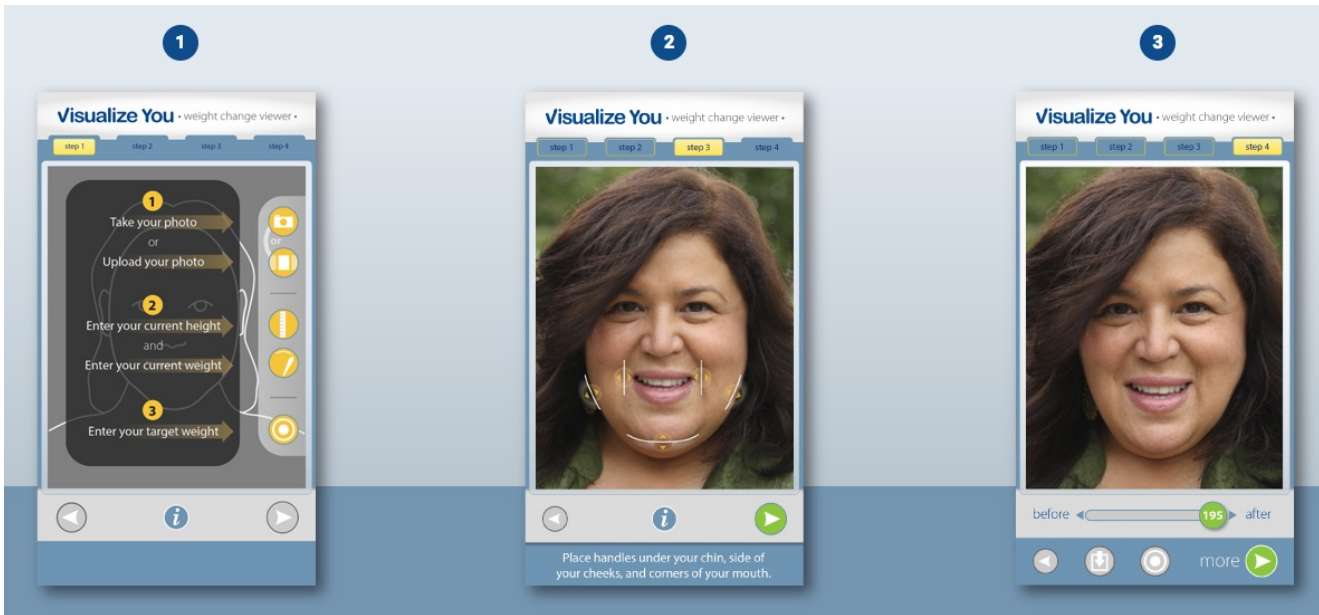 1
Visualize You • weight change viewer •
step 1 step 2 step 3 step 4
1
Take your photo
or
or
Upload your photo
2
Enter your current height
and
Enter your current weight
3
Enter your target weight
i
2
Visualize You • weight change viewer •
step 1 step 2 step 3 step 4
i
Place handles under your chin, side of
your cheeks, and corners of your mouth.
3
Visualize You • weight change viewer •
step 1 step 2 step 3 step 4
before 195 after
more